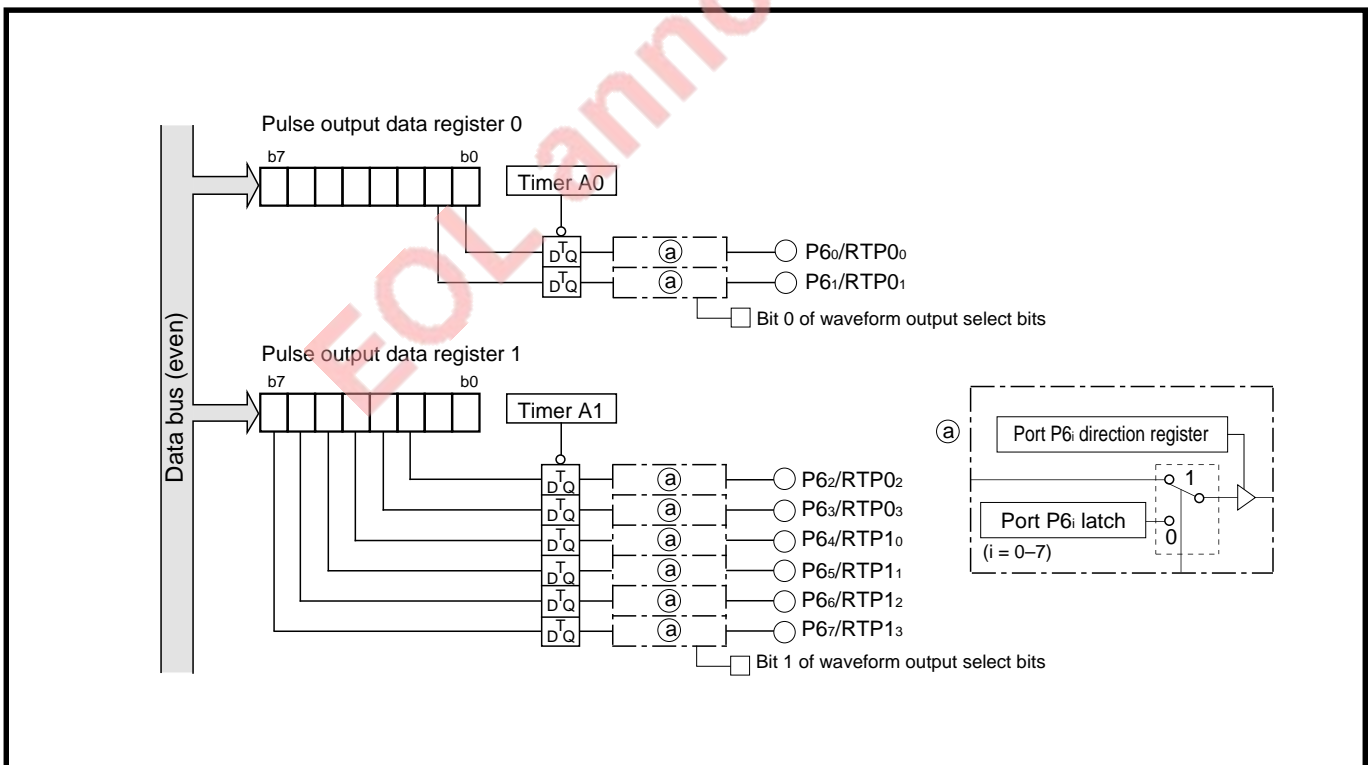 EOL anno
Pulse output data register 0
b7 b0
Timer A0
D T Q a P60/RTP00
D T Q a P61/RTP01
Bit 0 of waveform output select bits
Data bus (even)
Pulse output data register 1
b7 b0
Timer A1
D T Q a P62/RTP02
D T Q a P63/RTP03
D T Q a P64/RTP10
D T Q a P65/RTP11
D T Q a P66/RTP12
D T Q a P67/RTP13
Bit 1 of waveform output select bits
a
Port P6i direction register
1
Port P6i latch
0
(i = 0–7)